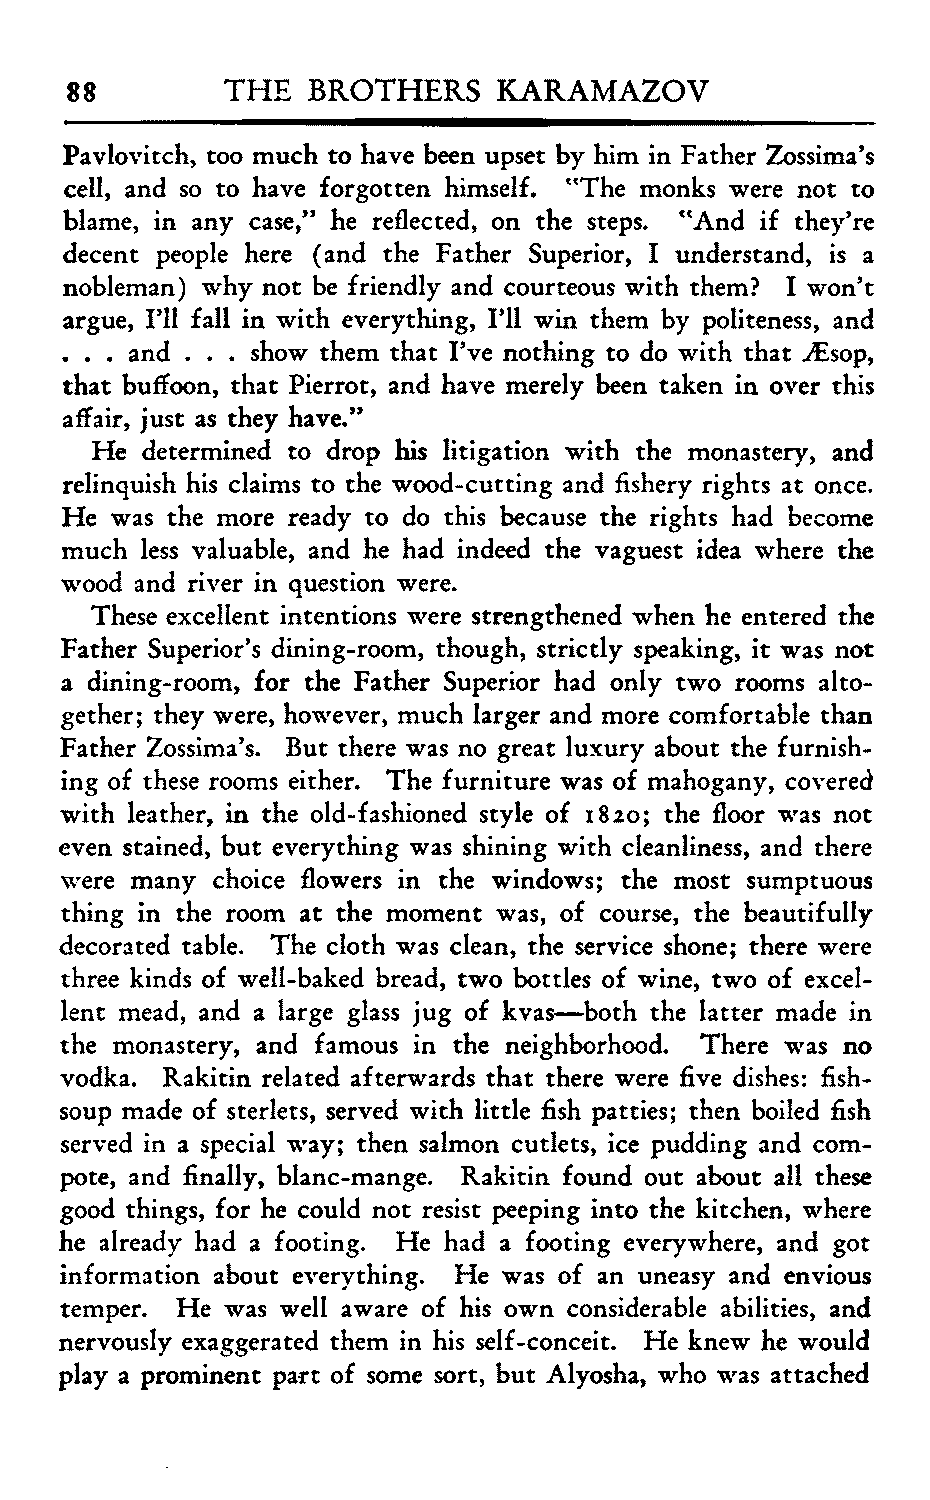 88 THE BROTHERS KARAMAZOV
Pavlovitch, too much to have been upset by him in Father Zossima's
cell, and so to have forgotten himself. "The monks were not to
blame, in any case," he reflected, on the steps. "And if they're
decent people here (and the Father Superior, I understand, is a
nobleman) why not be friendly and courteous with them? I won't
argue, I'll fall in with everything, I'll win them by politeness, and
. . . and . . . show them that I've nothing to do with that Æsop,
that buffoon, that Pierrot, and have merely been taken in over this
affair, just as they have."
He determined to drop his litigation with the monastery, and
relinquish his claims to the wood-cutting and fishery rights at once.
He was the more ready to do this because the rights had become
much less valuable, and he had indeed the vaguest idea where the
wood and river in question were.
These excellent intentions were strengthened when he entered the
Father Superior's dining-room, though, strictly speaking, it was not
a dining-room, for the Father Superior had only two rooms alto-
gether; they were, however, much larger and more comfortable than
Father Zossima's. But there was no great luxury about the furnish-
ing of these rooms either. The furniture was of mahogany, covered
with leather, in the old-fashioned style of 1820; the floor was not
even stained, but everything was shining with cleanliness, and there
were many choice flowers in the windows; the most sumptuous
thing in the room at the moment was, of course, the beautifully
decorated table. The cloth was clean, the service shone; there were
three kinds of well-baked bread, two bottles of wine, two of excel-
lent mead, and a large glass jug of kvas—both the latter made in
the monastery, and famous in the neighborhood. There was no
vodka. Rakitin related afterwards that there were five dishes: fish-
soup made of sterlets, served with little fish patties; then boiled fish
served in a special way; then salmon cutlets, ice pudding and com-
pote, and finally, blanc-mange. Rakitin found out about all these
good things, for he could not resist peeping into the kitchen, where
he already had a footing. He had a footing everywhere, and got
information about everything. He was of an uneasy and envious
temper. He was well aware of his own considerable abilities, and
nervously exaggerated them in his self-conceit. He knew he would
play a prominent part of some sort, but Alyosha, who was attached